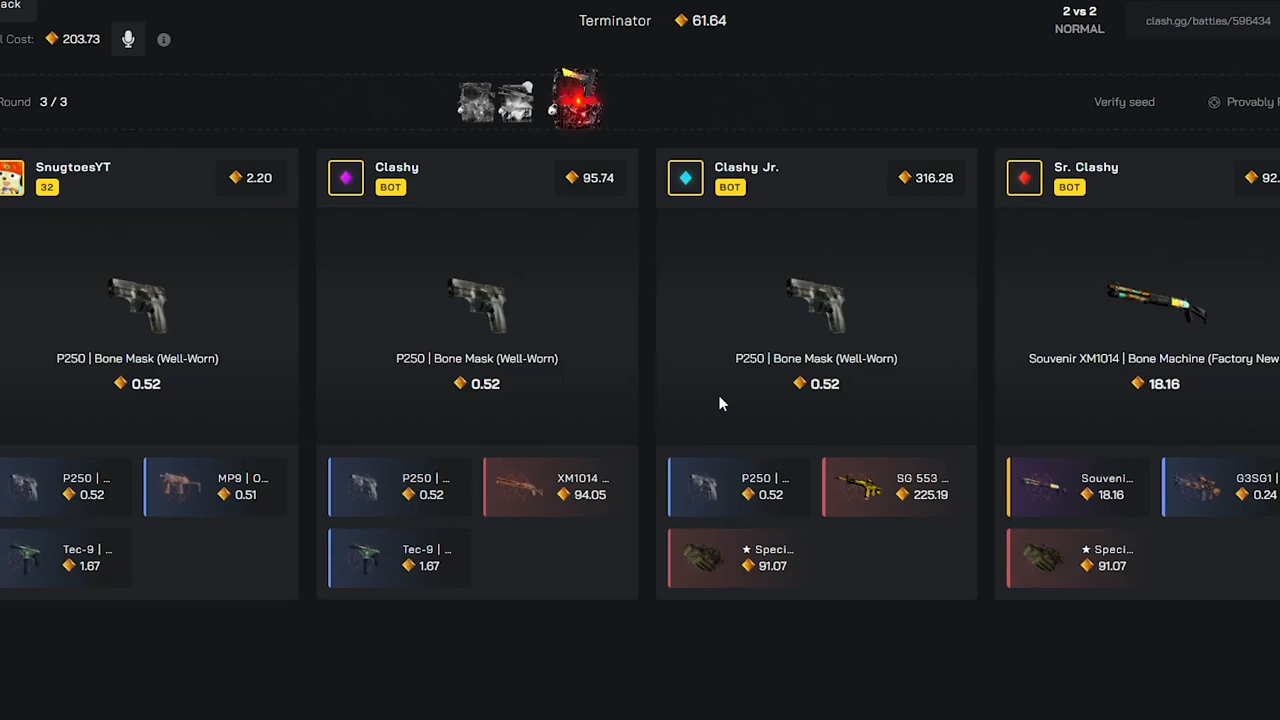 ack
Terminator 61.64
2 vs 2
NORMAL
clash.gg/battles/596434
l Cost: 203.73
Round 3 / 3
Verify seed
Provably F
SnugtoesYT
32
2.20
Clashy
BOT
95.74
Clashy Jr.
BOT
316.28
Sr. Clashy
BOT
92.
P250 | Bone Mask (Well-Worn)
0.52
P250 | Bone Mask (Well-Worn)
0.52
P250 | Bone Mask (Well-Worn)
0.52
Souvenir XM1014 | Bone Machine (Factory New
18.16
P250 | ...
0.52
MP9 | O...
0.51
Tec-9 | ...
1.67
P250 | ...
0.52
XM1014 ...
94.05
Tec-9 | ...
1.67
P250 | ...
0.52
SG 553 ...
225.19
★ Speci...
91.07
Souveni...
18.16
G3SG1 |
0.24
★ Speci...
91.07